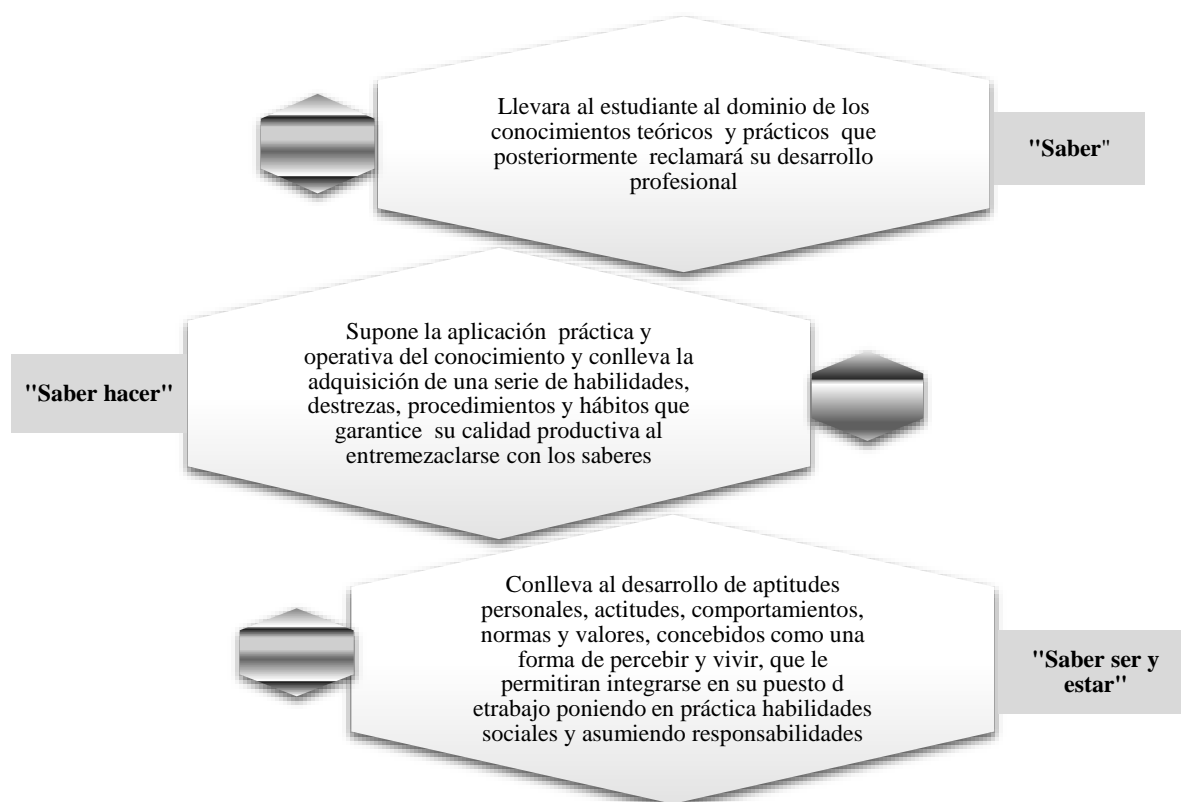 Llevara al estudiante al dominio de los
conocimientos teóricos y prácticos que
posteriormente reclamará su desarrollo
profesional
"Saber"
Supone la aplicación práctica y
operativa del conocimiento y conlleva la
adquisición de una serie de habilidades,
destrezas, procedimientos y hábitos que
garantice su calidad productiva al
entremezaclarse con los saberes
"Saber hacer"
Conlleva al desarrollo de aptitudes
personales, actitudes, comportamientos,
normas y valores, concebidos como una
forma de percebir y vivir, que le
permitiran integrarse en su puesto d
etrabajo poniendo en práctica habilidades
sociales y asumiendo responsabilidades
"Saber ser y
estar"